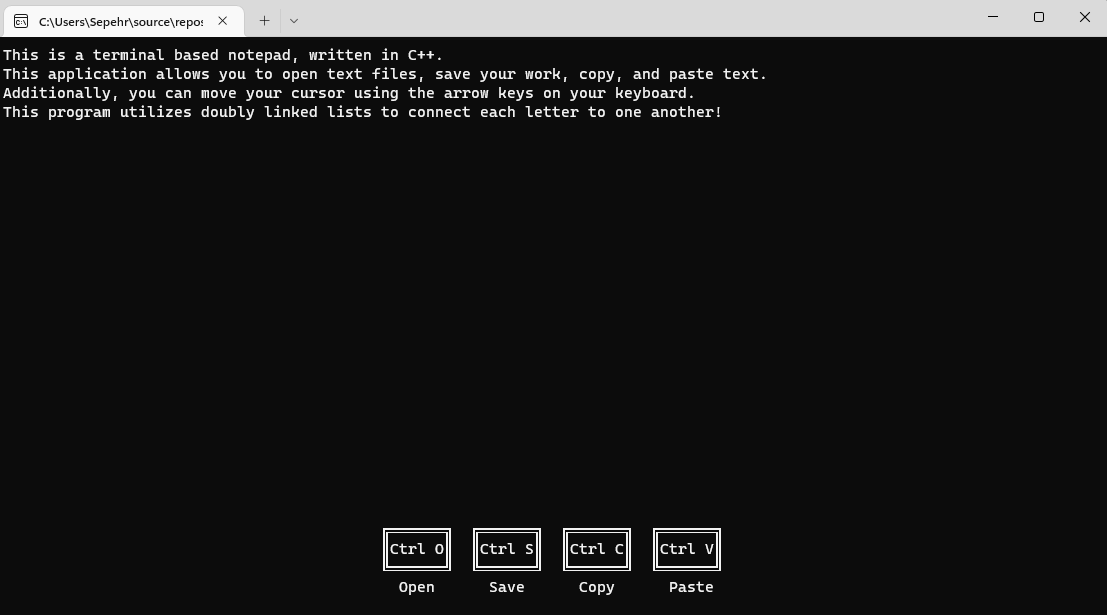 C:\Users\Sepehr\source\repos
This is a terminal based notepad, written in C++.
This application allows you to open text files, save your work, copy, and paste text.
Additionally, you can move your cursor using the arrow keys on your keyboard.
This program utilizes doubly linked lists to connect each letter to one another!
Ctrl O Ctrl S Ctrl C Ctrl V
Open Save Copy Paste